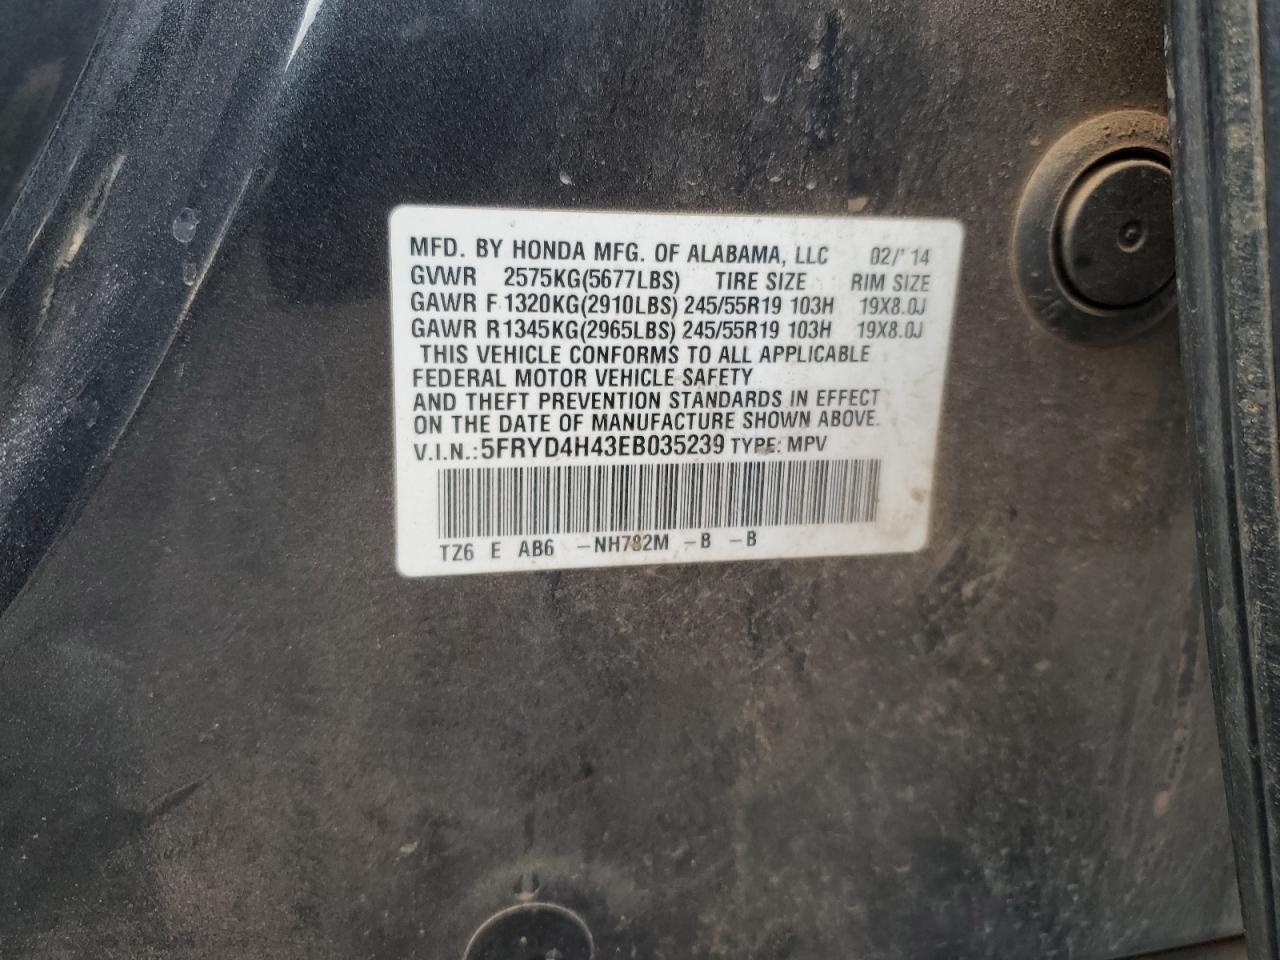 MFD. BY HONDA MFG. OF ALABAMA, LLC 02/'14
GVWR 2575KG(5677LBS) TIRE SIZE RIM SIZE
GAWR F 1320KG(2910LBS) 245/55R19 103H 19X8.0J
GAWR R1345KG(2965LBS) 245/55R19 103H 19X8.0J
THIS VEHICLE CONFORMS TO ALL APPLICABLE
FEDERAL MOTOR VEHICLE SAFETY
AND THEFT PREVENTION STANDARDS IN EFFECT
ON THE DATE OF MANUFACTURE SHOWN ABOVE.
V.I.N.:5FRYD4H43EB035239 TYPE: MPV
TZ6 E AB6 -NH782M -B -B